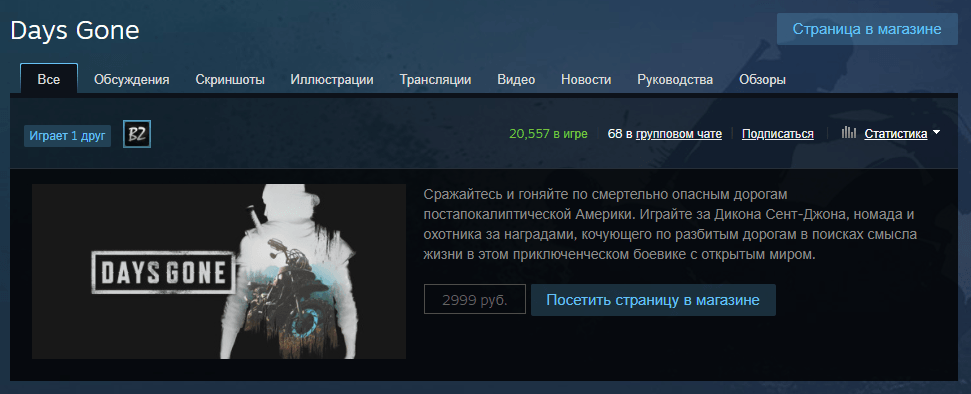 Days Gone
Страница в магазине
Все Обсуждения Скриншоты Иллюстрации Трансляции Видео Новости Руководства Обзоры
Играет 1 друг B2 20,557 в игре 68 в групповом чате Подписаться Статистика
Сражайтесь и гоняйте по смертельно опасным дорогам
постапокалиптической Америки. Играйте за Дикона Сент-Джона, номада и
охотника за наградами, кочующего по разбитым дорогам в поисках смысла
жизни в этом приключенческом боевике с открытым миром.
DAYS GONE
2999 руб. Посетить страницу в магазине